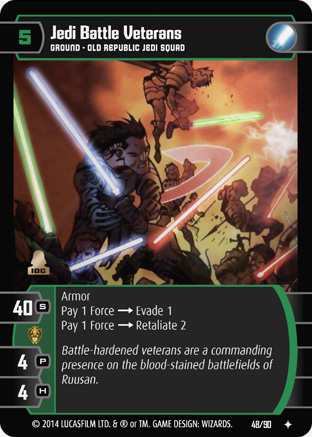 5
Jedi Battle Veterans
GROUND - OLD REPUBLIC JEDI SQUAD
IDC
40 S
Armor
Pay 1 Force → Evade 1
Pay 1 Force → Retaliate 2
4 P
4 H
Battle-hardened veterans are a commanding
presence on the blood-stained battlefields of
Ruusan.
© 2014 LUCASFILM LTD. & ® or TM. GAME DESIGN: WIZARDS. 48/90